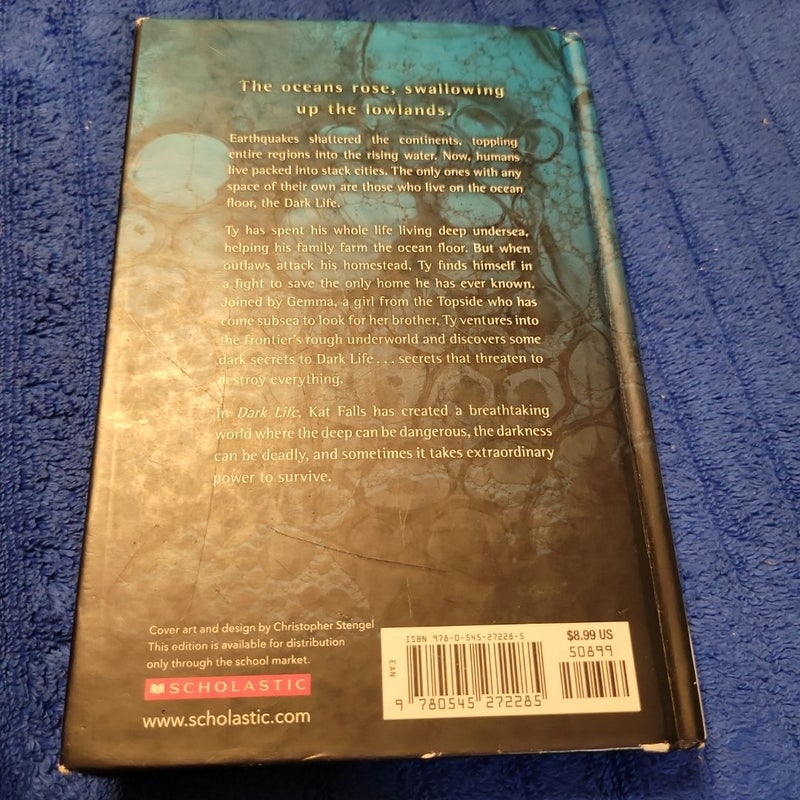 The oceans rose, swallowing
up the lowlands.
Earthquakes shattered the continents, toppling
entire regions into the rising water. Now, humans
live packed into stack cities. The only ones with any
space of their own are those who live on the ocean
floor, the Dark Life.
Ty has spent his whole life living deep undersea,
helping his family farm the ocean floor. But when
outlaws attack his homestead, Ty finds himself in
a fight to save the only home he has ever known.
Joined by Gemma, a girl from the Topside who has
come subsea to look for her brother, Ty ventures into
the frontier's rough underworld and discovers some
dark secrets to Dark Life . . . secrets that threaten to
destroy everything.
In Dark Life, Kat Falls has created a breathtaking
world where the deep can be dangerous, the darkness
can be deadly, and sometimes it takes extraordinary
power to survive.
Cover art and design by Christopher Stengel
This edition is available for distribution
only through the school market.
SCHOLASTIC
www.scholastic.com
ISBN 978-0-545-27228-5
$8.99 US
50899
EAN
9 780545 272285